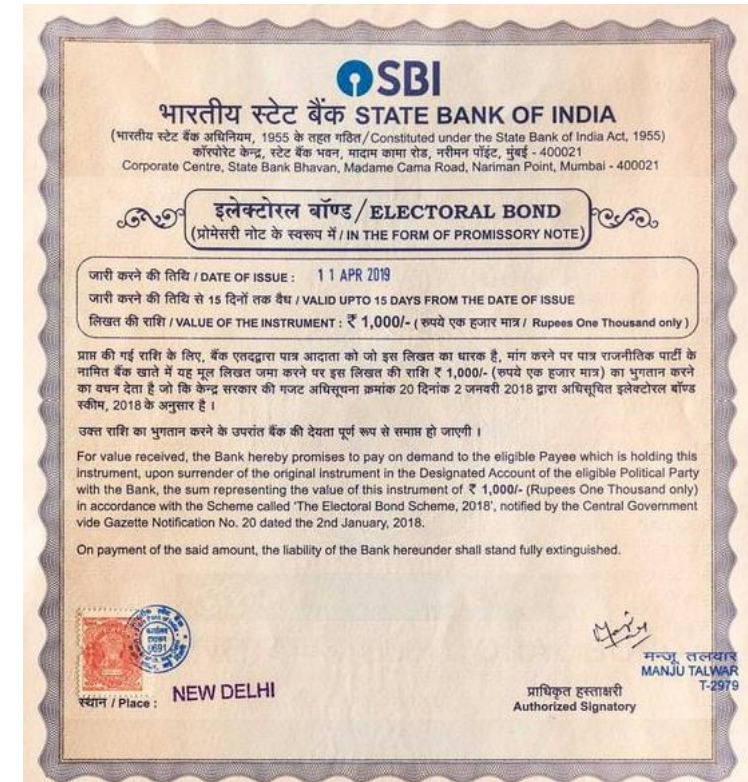 SBI
भारतीय स्टेट बैंक STATE BANK OF INDIA
(भारतीय स्टेट बैंक अधिनियम, 1955 के तहत गठित/Constituted under the State Bank of India Act, 1955)
कॉरपोरेट केन्द्र, स्टेट बैंक भवन, मादाम कामा रोड, नरीमन पॉइंट, मुंबई - 400021
Corporate Centre, State Bank Bhavan, Madame Cama Road, Nariman Point, Mumbai - 400021
इलेक्टोरल बॉण्ड/ELECTORAL BOND
(प्रोमेसरी नोट के स्वरूप में/ IN THE FORM OF PROMISSORY NOTE)
जारी करने की तिथि / DATE OF ISSUE : 11 APR 2019
जारी करने की तिथि से 15 दिनों तक वैध / VALID UPTO 15 DAYS FROM THE DATE OF ISSUE
लिखत की राशि / VALUE OF THE INSTRUMENT : ₹ 1,000/- (रुपये एक हजार मात्र / Rupees One Thousand only)
प्राप्त की गई राशि के लिए, बैंक एतदद्वारा पात्र आदाता को जो इस लिखत का धारक है, मांग करने पर पात्र राजनीतिक पार्टी के
नामित बैंक खाते में यह मूल लिखत जमा करने पर इस लिखत की राशि ₹ 1,000/- (रुपये एक हजार मात्र) का भुगतान करने
का वचन देता है जो कि केन्द्र सरकार की गजट अधिसूचना क्रमांक 20 दिनांक 2 जनवरी 2018 द्वारा अधिसूचित इलेक्टोरल बॉण्ड
स्कीम, 2018 के अनुसार है ।
उक्त राशि का भुगतान करने के उपरांत बैंक की देयता पूर्ण रूप से समाप्त हो जाएगी ।
For value received, the Bank hereby promises to pay on demand to the eligible Payee which is holding this
instrument, upon surrender of the original instrument in the Designated Account of the eligible Political Party
with the Bank, the sum representing the value of this instrument of ₹ 1,000/- (Rupees One Thousand only)
in accordance with the Scheme called 'The Electoral Bond Scheme, 2018', notified by the Central Government
vide Gazette Notification No. 20 dated the 2nd January, 2018.
On payment of the said amount, the liability of the Bank hereunder shall stand fully extinguished.
मन्जू तलवार
MANJU TALWAR
T-2979
स्थान / Place : NEW DELHI
प्राधिकृत हस्ताक्षरी
Authorized Signatory